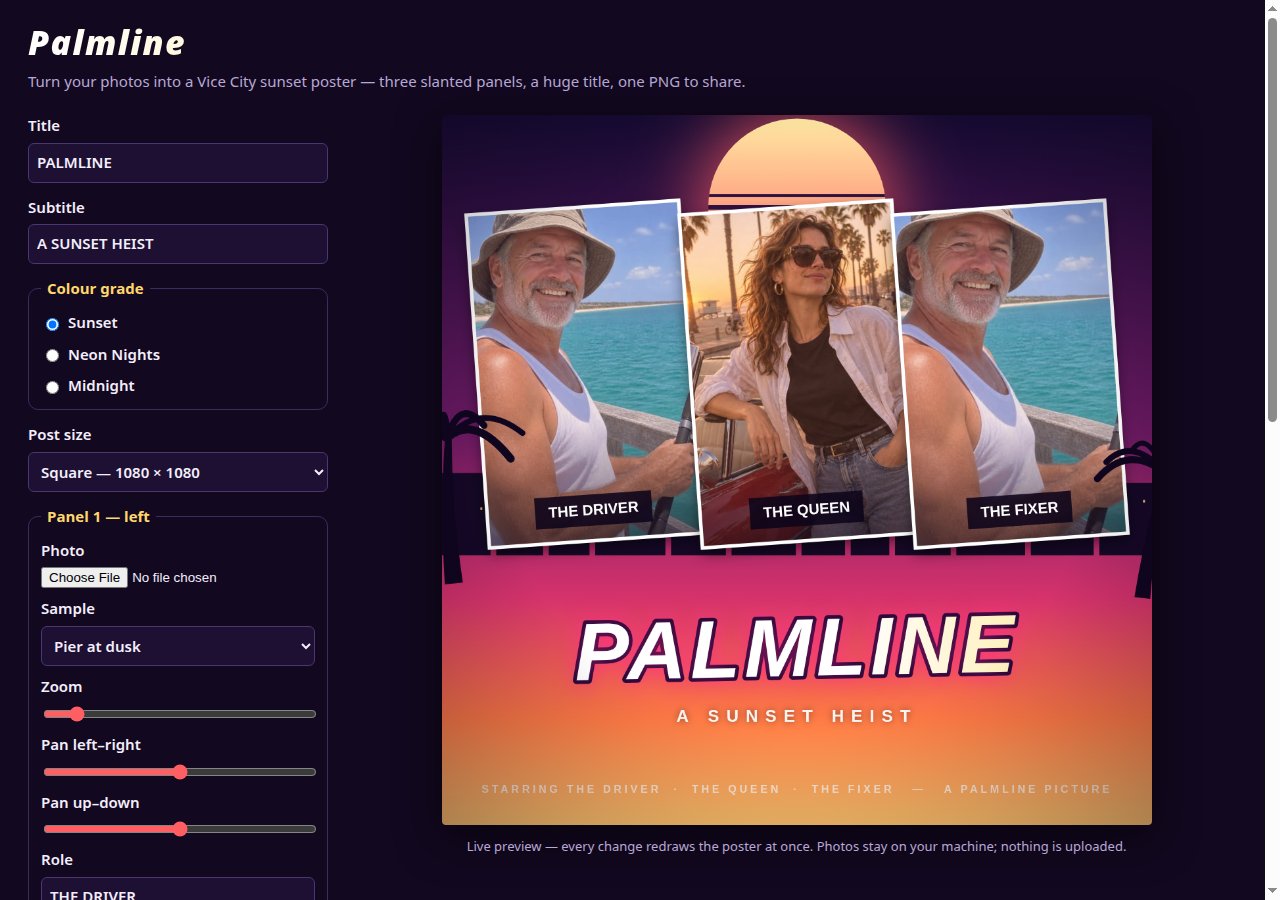 Palmline
Turn your photos into a Vice City sunset poster — three slanted panels, a huge title, one PNG to share.
Title
PALMLINE
Subtitle
A SUNSET HEIST
Colour grade
Sunset
Neon Nights
Midnight
Post size
Square — 1080 × 1080
Panel 1 — left
Photo
Choose File No file chosen
Sample
Pier at dusk
Zoom
Pan left–right
Pan up–down
Role
THE DRIVER
THE DRIVER
THE QUEEN
THE FIXER
PALMLINE
A SUNSET HEIST
STARRING THE DRIVER · THE QUEEN · THE FIXER — A PALMLINE PICTURE
Live preview — every change redraws the poster at once. Photos stay on your machine; nothing is uploaded.